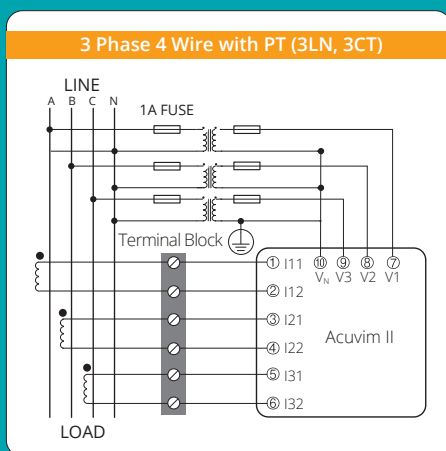 3 Phase 4 Wire with PT (3LN, 3CT)
LINE
A B C N
1A FUSE
Terminal Block
① I11
② I12
③ I21
④ I22
⑤ I31
⑥ I32
⑩ ⑨ ⑧ ⑦
VN V3 V2 V1
Acuvim II
LOAD